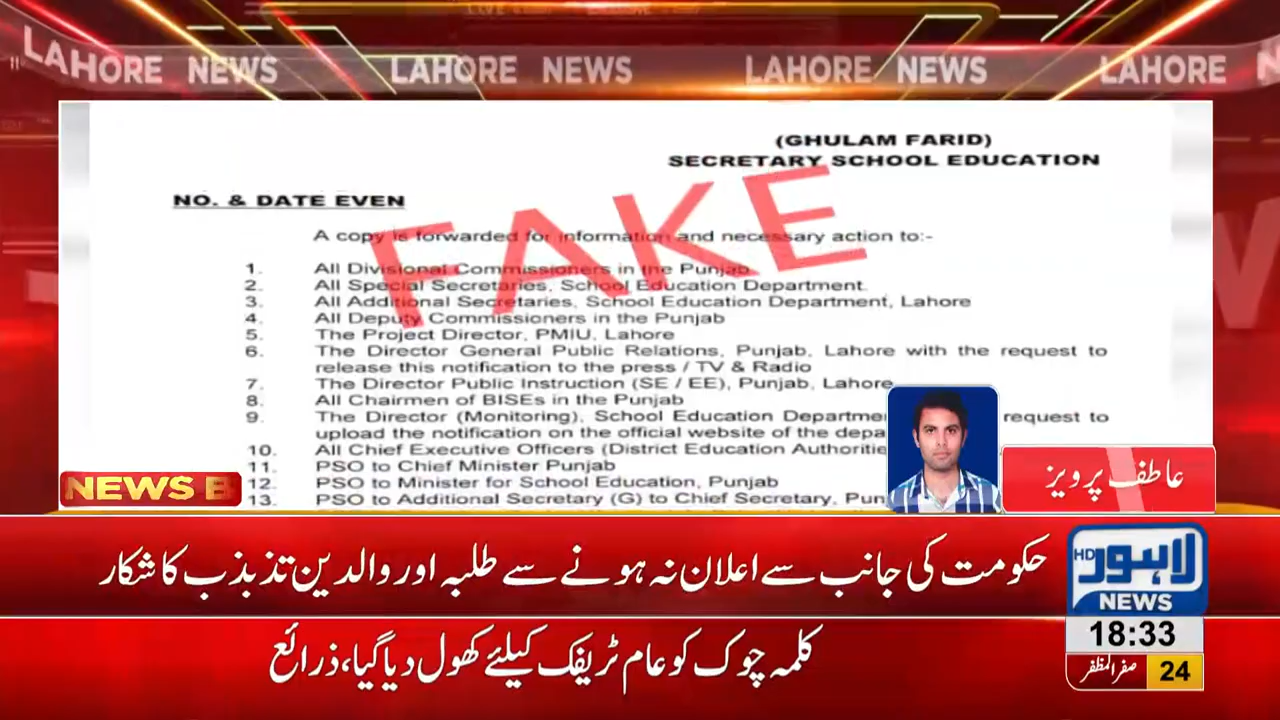 LAHORE NEWS LAHORE NEWS LAHORE NEWS LAHORE
(GHULAM FARID)
SECRETARY SCHOOL EDUCATION
NO. & DATE EVEN
FAKE
A copy is forwarded for information and necessary action to:-
1. All Divisional Commissioners in the Punjab
2. All Special Secretaries, School Education Department.
3. All Additional Secretaries, School Education Department, Lahore
4. All Deputy Commissioners in the Punjab
5. The Project Director, PMIU, Lahore
6. The Director General Public Relations, Punjab, Lahore with the request to
release this notification to the press / TV & Radio
7. The Director Public Instruction (SE / EE), Punjab, Lahore
8. All Chairmen of BISEs in the Punjab
9. The Director (Monitoring), School Education Departme request to
upload the notification on the official website of the depa
10. All Chief Executive Officers (District Education Authoritie
11. PSO to Chief Minister Punjab
12. PSO to Minister for School Education, Punjab
13. PSO to Additional Secretary (G) to Chief Secretary, Pun
عاطف پرویز
NEWS B
حکومت کی جانب سے اعلان نہ ہونے سے طلبہ اور والدین تذبذب کا شکار
کلمہ چوک کو عام ٹریفک کیلئے کھول دیا گیا، ذرائع
لاہور HD
NEWS
18:33
صفر المظفر 24